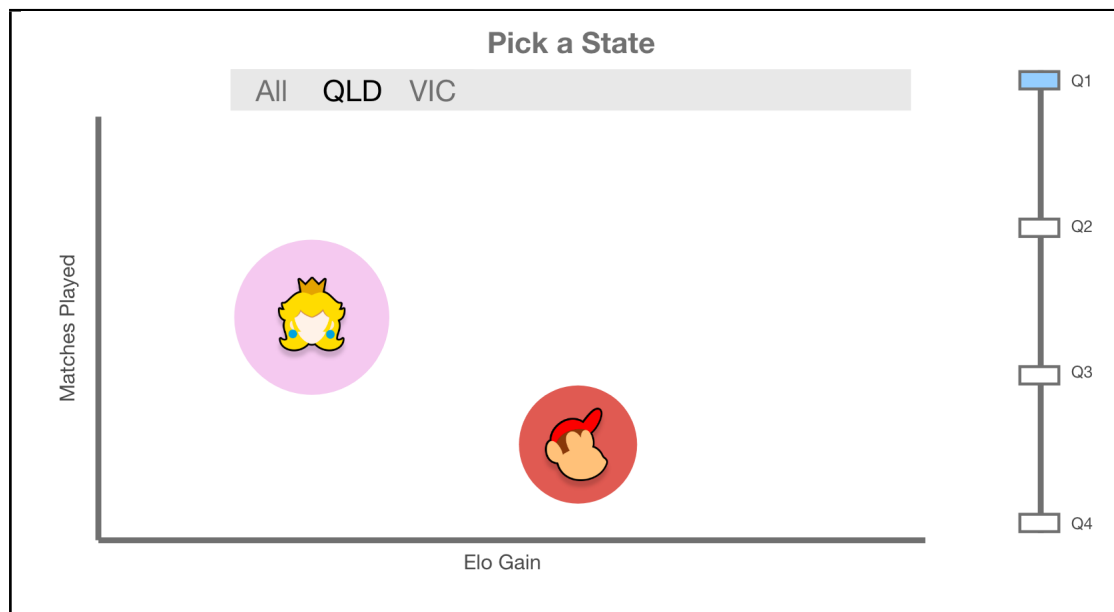 Pick a State
All QLD VIC
Q1
Q2
Q3
Q4
Matches Played
Elo Gain